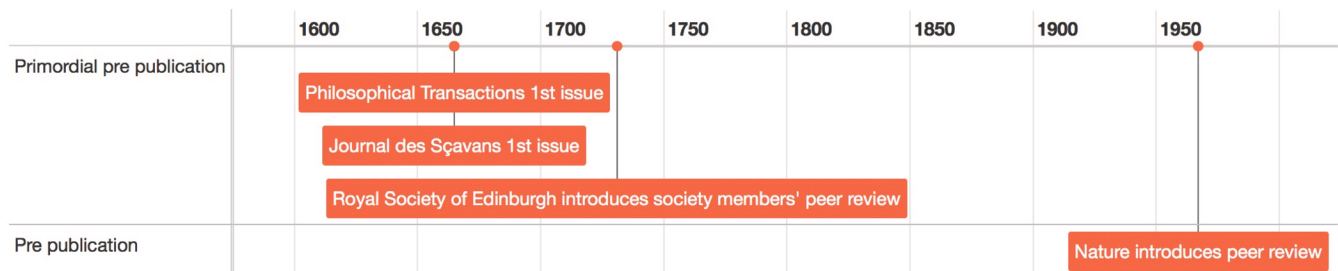 1600 1650 1700 1750 1800 1850 1900 1950
Primordial pre publication
Philosophical Transactions 1st issue
Journal des Sçavans 1st issue
Royal Society of Edinburgh introduces society members' peer review
Pre publication
Nature introduces peer review